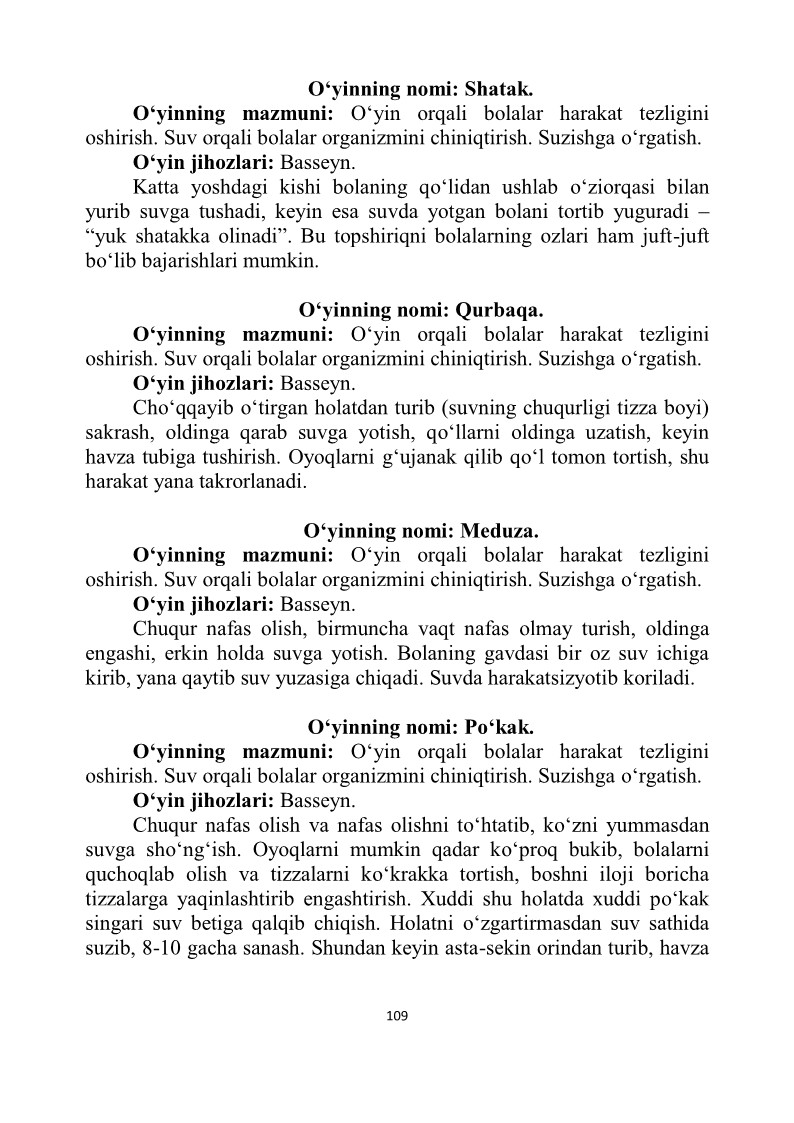 O‘yinning nomi: Shatak.
O‘yinning mazmuni: O‘yin orqali bolalar harakat tezligini
oshirish. Suv orqali bolalar organizmini chiniqtirish. Suzishga o‘rgatish.
O‘yin jihozlari: Basseyn.
Katta yoshdagi kishi bolaning qo‘lidan ushlab o‘ziorqasi bilan
yurib suvga tushadi, keyin esa suvda yotgan bolani tortib yuguradi –
“yuk shatakka olinadi”. Bu topshiriqni bolalarning ozlari ham juft-juft
bo‘lib bajarishlari mumkin.
O‘yinning nomi: Qurbaqa.
O‘yinning mazmuni: O‘yin orqali bolalar harakat tezligini
oshirish. Suv orqali bolalar organizmini chiniqtirish. Suzishga o‘rgatish.
O‘yin jihozlari: Basseyn.
Cho‘qqayib o‘tirgan holatdan turib (suvning chuqurligi tizza boyi)
sakrash, oldinga qarab suvga yotish, qo‘llarni oldinga uzatish, keyin
havza tubiga tushirish. Oyoqlarni g‘ujanak qilib qo‘l tomon tortish, shu
harakat yana takrorlanadi.
O‘yinning nomi: Meduza.
O‘yinning mazmuni: O‘yin orqali bolalar harakat tezligini
oshirish. Suv orqali bolalar organizmini chiniqtirish. Suzishga o‘rgatish.
O‘yin jihozlari: Basseyn.
Chuqur nafas olish, birmuncha vaqt nafas olmay turish, oldinga
engashi, erkin holda suvga yotish. Bolaning gavdasi bir oz suv ichiga
kirib, yana qaytib suv yuzasiga chiqadi. Suvda harakatsizyotib koriladi.
O‘yinning nomi: Po‘kak.
O‘yinning mazmuni: O‘yin orqali bolalar harakat tezligini
oshirish. Suv orqali bolalar organizmini chiniqtirish. Suzishga o‘rgatish.
O‘yin jihozlari: Basseyn.
Chuqur nafas olish va nafas olishni to‘htatib, ko‘zni yummasdan
suvga sho‘ng‘ish. Oyoqlarni mumkin qadar ko‘proq bukib, bolalarni
quchoqlab olish va tizzalarni ko‘krakka tortish, boshni iloji boricha
tizzalarga yaqinlashtirib engashtirish. Xuddi shu holatda xuddi po‘kak
singari suv betiga qalqib chiqish. Holatni o‘zgartirmasdan suv sathida
suzib, 8-10 gacha sanash. Shundan keyin asta-sekin orindan turib, havza
109